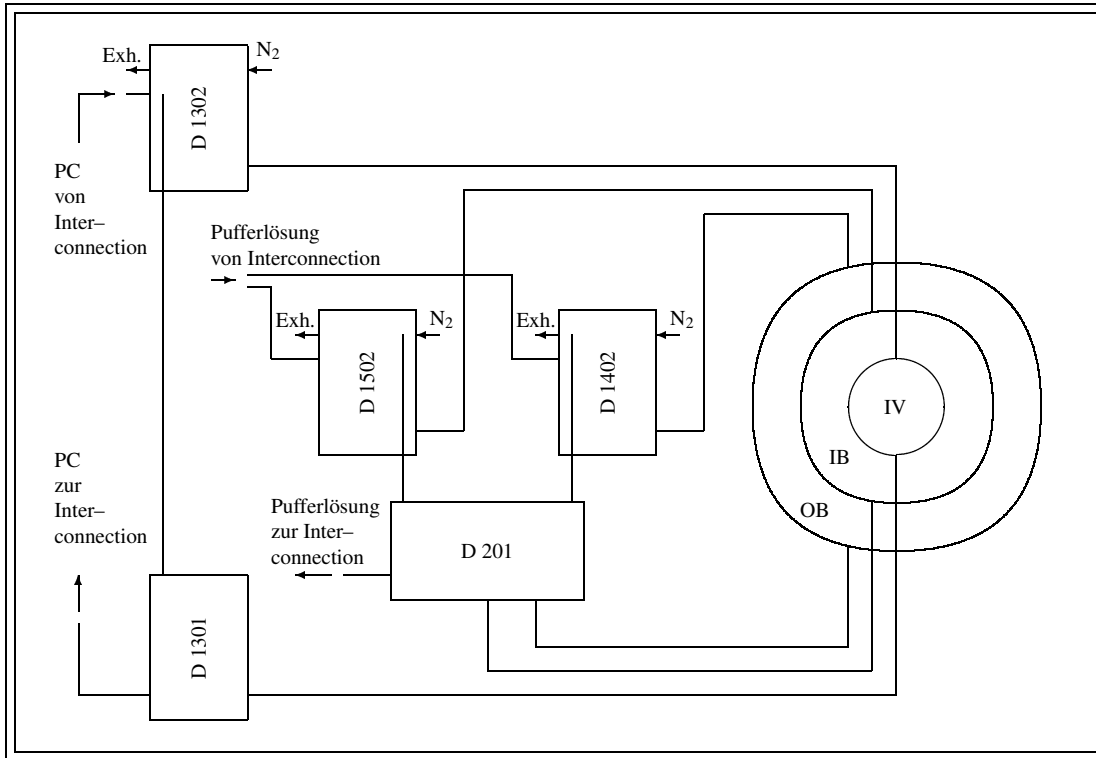 Exh.
N2
D 1302
PC
von
Inter–
connection
Pufferlösung
von Interconnection
Exh.
N2
D 1502
Exh.
N2
D 1402
IV
IB
OB
PC
zur
Inter–
connection
Pufferlösung
zur Inter–
connection
D 201
D 1301